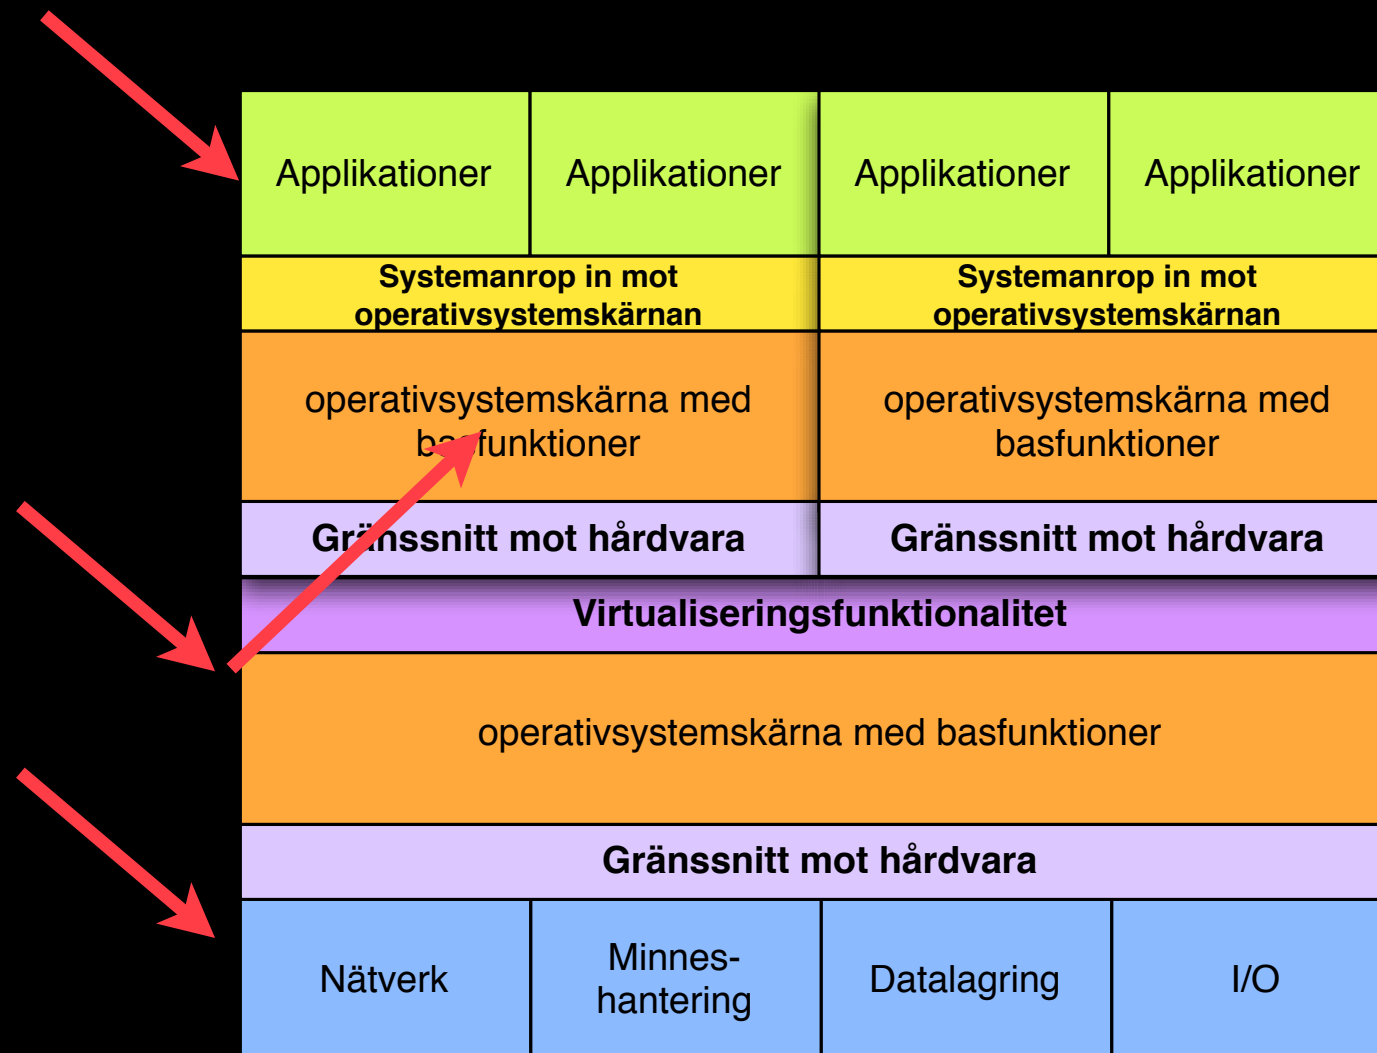 Applikationer
Applikationer
Applikationer
Applikationer
Systemanrop in mot
operativsystemskärnan
Systemanrop in mot
operativsystemskärnan
operativsystemskärna med
basfunktioner
operativsystemskärna med
basfunktioner
Gränssnitt mot hårdvara
Gränssnitt mot hårdvara
Virtualiseringsfunktionalitet
operativsystemskärna med basfunktioner
Gränssnitt mot hårdvara
Nätverk
Minnes-
hantering
Datalagring
I/O